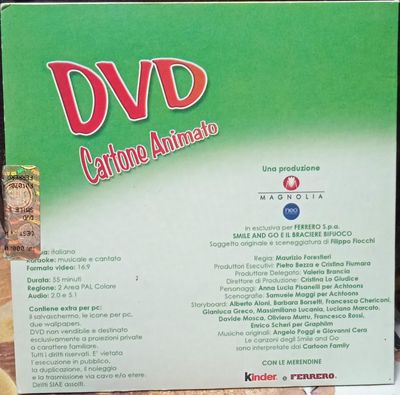 DVD
Cartone Animato
Una produzione
MAGNOLIA
neo
In esclusiva per FERRERO S.p.a.
SMILE AND GO E IL BRACIERE BIFUOCO
Soggetto originale e sceneggiatura di Filippo Fiocchi
Regia: Maurizio Forestieri
Produttori Esecutivi: Pietro Bezza e Cristina Fiumara
Produttore Delegato: Valeria Brancia
Direttore di Produzione: Cristina Lo Giudice
Personaggi: Anna Lucia Pisanelli per Achtoons
Scenografie: Samuele Maggi per Achtoons
Storyboard: Alberto Aloni, Barbara Borsetti, Francesca Chericoni,
Gianluca Greco, Massimiliano Lucania, Luciano Marcato,
Davide Mosca, Oliviero Murru, Francesco Rossi,
Enrico Scheri per Graphilm
Musiche originali: Angelo Poggi e Giovanni Cera
Le canzoni degli Smile and Go
sono interpretate dai Cartoon Family
CON LE MERENDINE
Kinder e FERRERO
italiano
Karaoke: musicale e cantato
Formato video: 16:9
Durata: 55 minuti
Regione: 2 Area PAL Colore
Audio: 2.0 e 5.1
Contiene extra per pc:
il salvaschermo, le icone per pc,
due wallpapers.
DVD non vendibile e destinato
esclusivamente a proiezioni private
a carattere familiare.
Tutti i diritti riservati. E' vietata
l'esecuzione in pubblico,
la duplicazione, il noleggio
e la trasmissione via cavo e/o etere.
Diritti SIAE assolti.